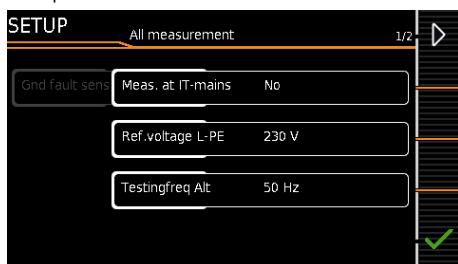 SETUP
All measurement 1/2
Gnd fault sens
Meas. at IT-mains No
Ref.voltage L-PE 230 V
Testingfreq Alt 50 Hz